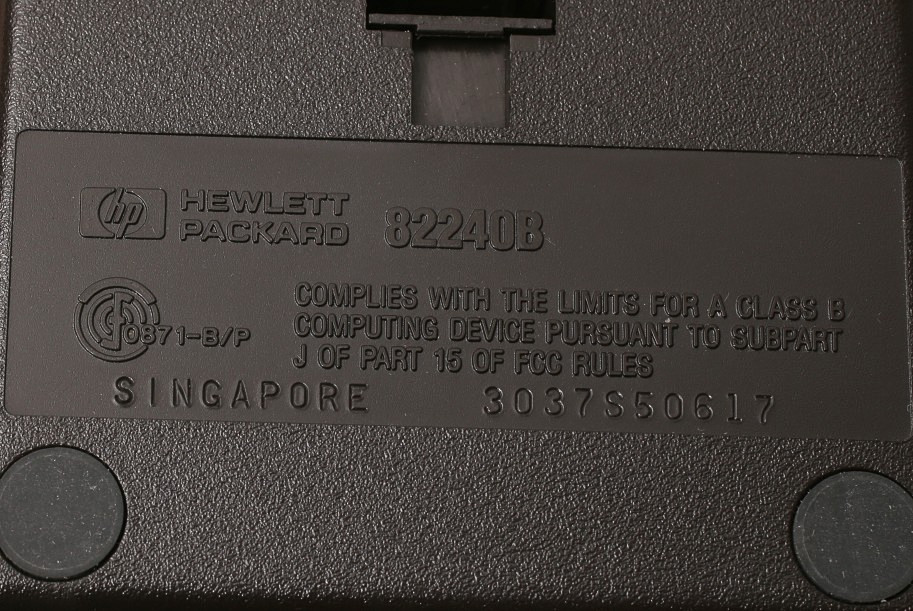 hp HEWLETT
PACKARD 82240B
0871-B/P
COMPLIES WITH THE LIMITS FOR A CLASS B
COMPUTING DEVICE PURSUANT TO SUBPART
J OF PART 15 OF FCC RULES
SINGAPORE 3037S50617